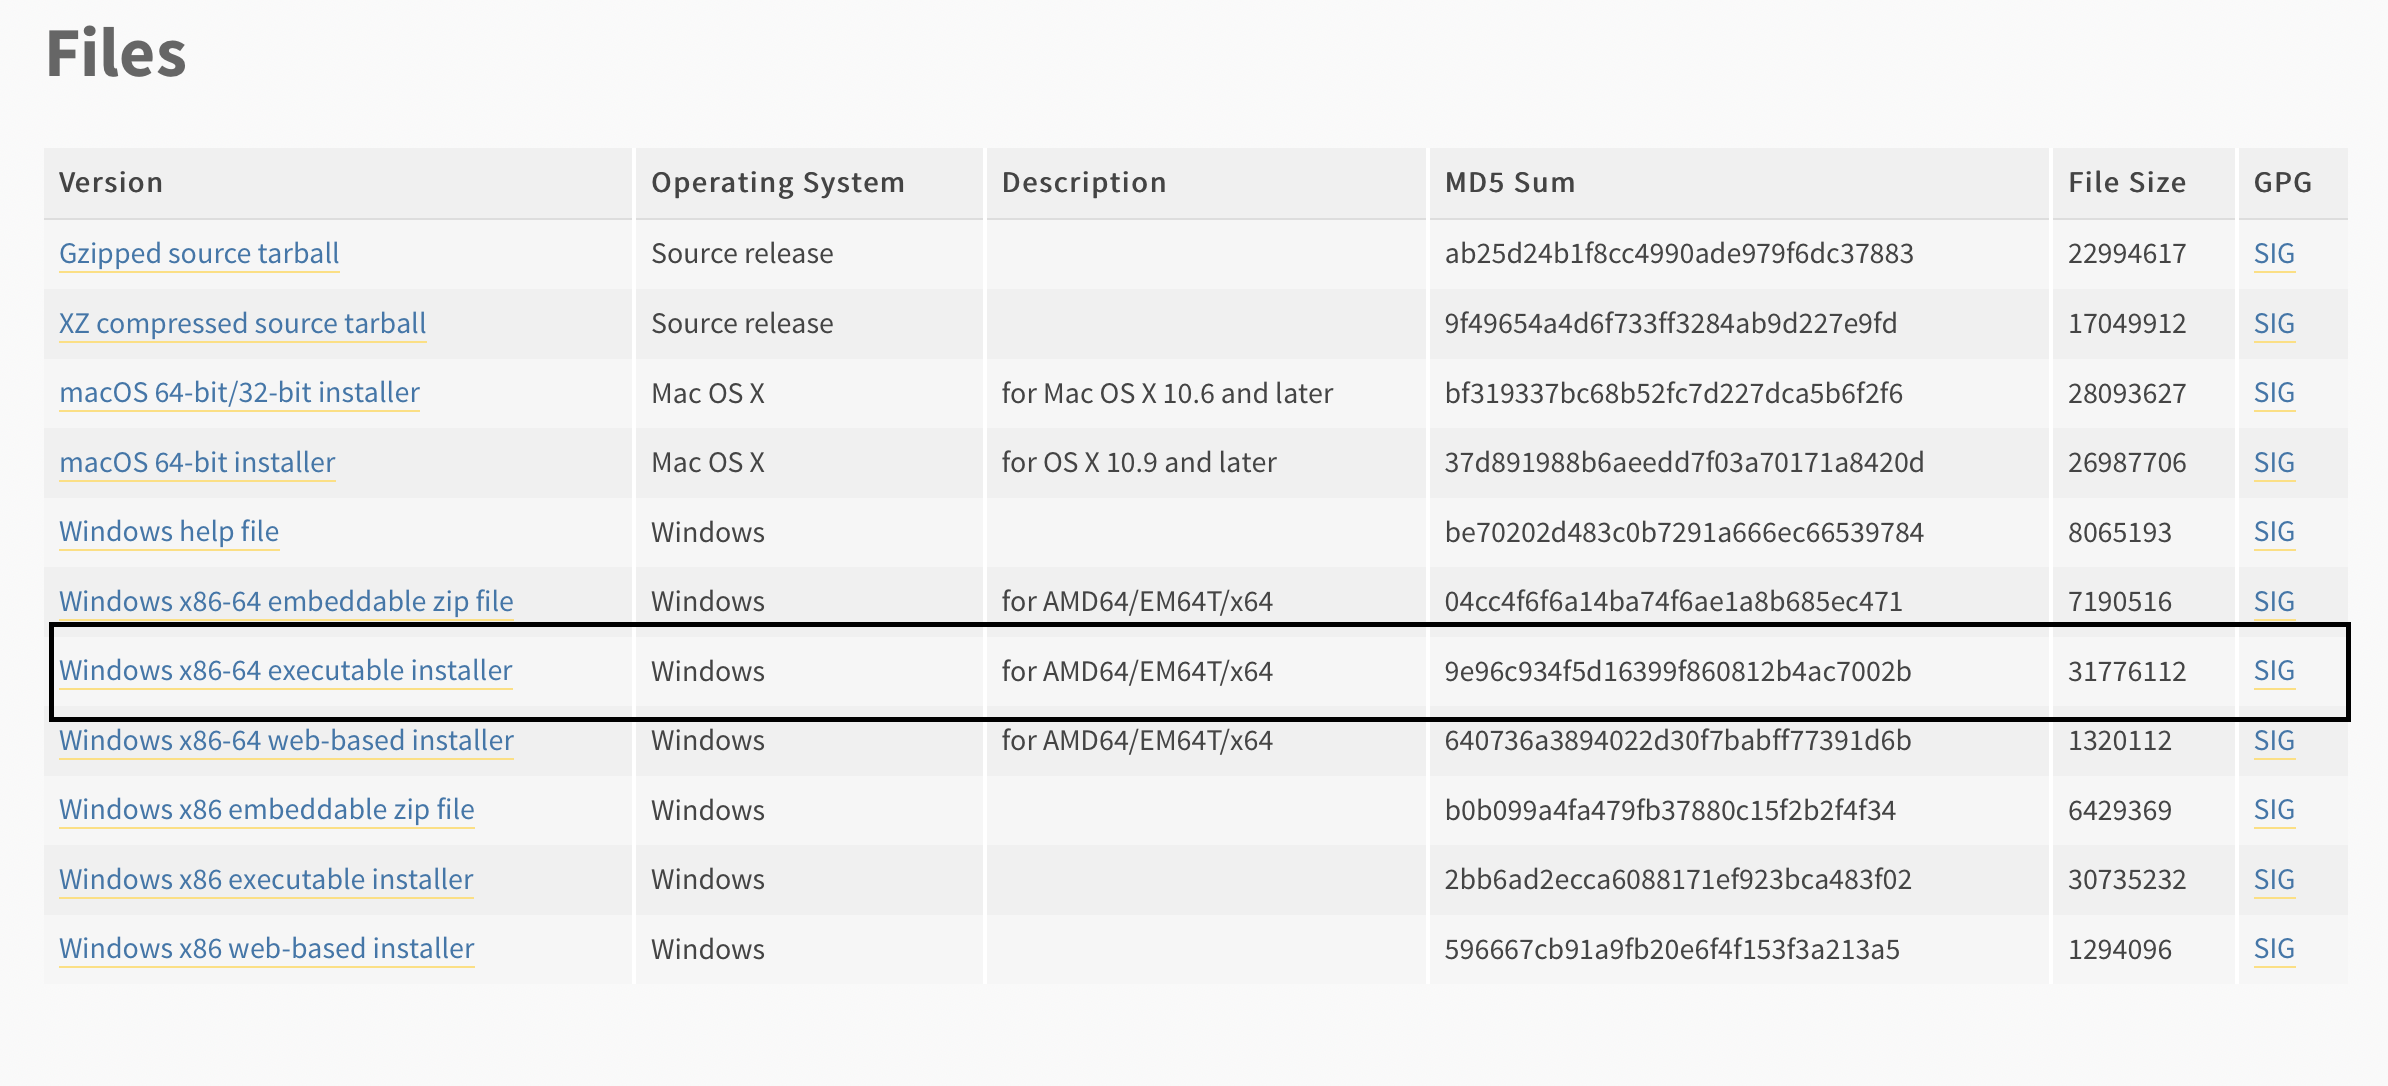 Files
Version Operating System Description MD5 Sum File Size GPG
Gzipped source tarball Source release ab25d24b1f8cc4990ade979f6dc37883 22994617 SIG
XZ compressed source tarball Source release 9f49654a4d6f733ff3284ab9d227e9fd 17049912 SIG
macOS 64-bit/32-bit installer Mac OS X for Mac OS X 10.6 and later bf319337bc68b52fc7d227dca5b6f2f6 28093627 SIG
macOS 64-bit installer Mac OS X for OS X 10.9 and later 37d891988b6aeedd7f03a70171a8420d 26987706 SIG
Windows help file Windows be70202d483c0b7291a666ec66539784 8065193 SIG
Windows x86-64 embeddable zip file Windows for AMD64/EM64T/x64 04cc4f6f6a14ba74f6ae1a8b685ec471 7190516 SIG
Windows x86-64 executable installer Windows for AMD64/EM64T/x64 9e96c934f5d16399f860812b4ac7002b 31776112 SIG
Windows x86-64 web-based installer Windows for AMD64/EM64T/x64 640736a3894022d30f7babff77391d6b 1320112 SIG
Windows x86 embeddable zip file Windows b0b099a4fa479fb37880c15f2b2f4f34 6429369 SIG
Windows x86 executable installer Windows 2bb6ad2ecca6088171ef923bca483f02 30735232 SIG
Windows x86 web-based installer Windows 596667cb91a9fb20e6f4f153f3a213a5 1294096 SIG